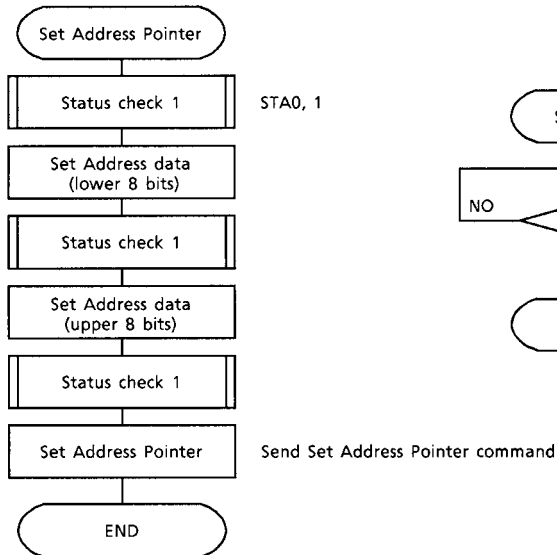 Set Address Pointer
Status check 1
STA0, 1
Set Address data
(lower 8 bits)
Status check 1
Set Address data
(upper 8 bits)
Status check 1
Set Address Pointer
Send Set Address Pointer command
END
NO